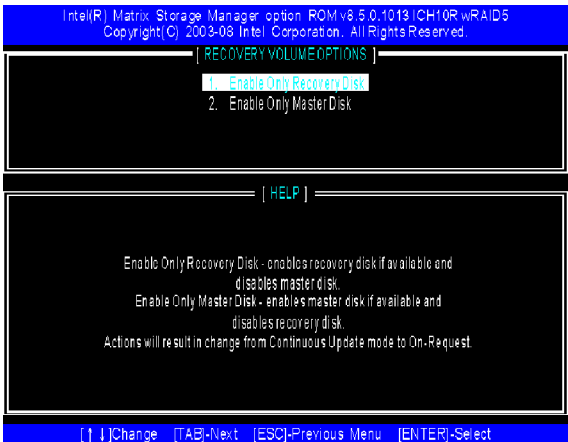 Intel(R) Matrix Storage Manager option ROM v8.5.0.1013 ICH10R wRAID5
Copyright(C) 2003-08 Intel Corporation. All Rights Reserved.
[ RECOVERY VOLUME OPTIONS ]
1. Enable Only Recovery Disk
2. Enable Only Master Disk
[ HELP ]
Enable Only Recovery Disk - enables recovery disk if available and
disables master disk.
Enable Only Master Disk - enables master disk if available and
disables recovery disk.
Actions will result in change from Continuous Update mode to On-Request.
[↑↓]Change [TAB]-Next [ESC]-Previous Menu [ENTER]-Select